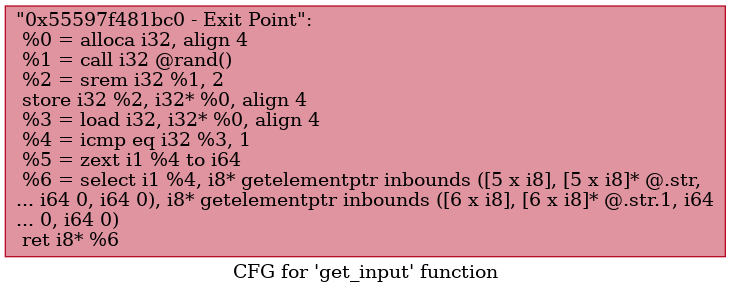 "0x55597f481bc0 - Exit Point":
%0 = alloca i32, align 4
%1 = call i32 @rand()
%2 = srem i32 %1, 2
store i32 %2, i32* %0, align 4
%3 = load i32, i32* %0, align 4
%4 = icmp eq i32 %3, 1
%5 = zext i1 %4 to i64
%6 = select i1 %4, i8* getelementptr inbounds ([5 x i8], [5 x i8]* @.str,
... i64 0, i64 0), i8* getelementptr inbounds ([6 x i8], [6 x i8]* @.str.1, i64
... 0, i64 0)
ret i8* %6
CFG for 'get_input' function